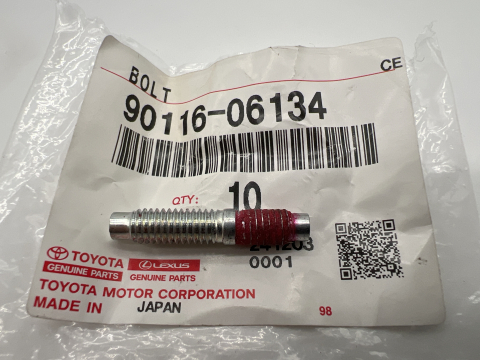 BOLT
CE
90116-06134
QTY: 10
241203
0001
TOYOTA LEXUS
GENUINE PARTS GENUINE PARTS
TOYOTA MOTOR CORPORATION
MADE IN JAPAN
98